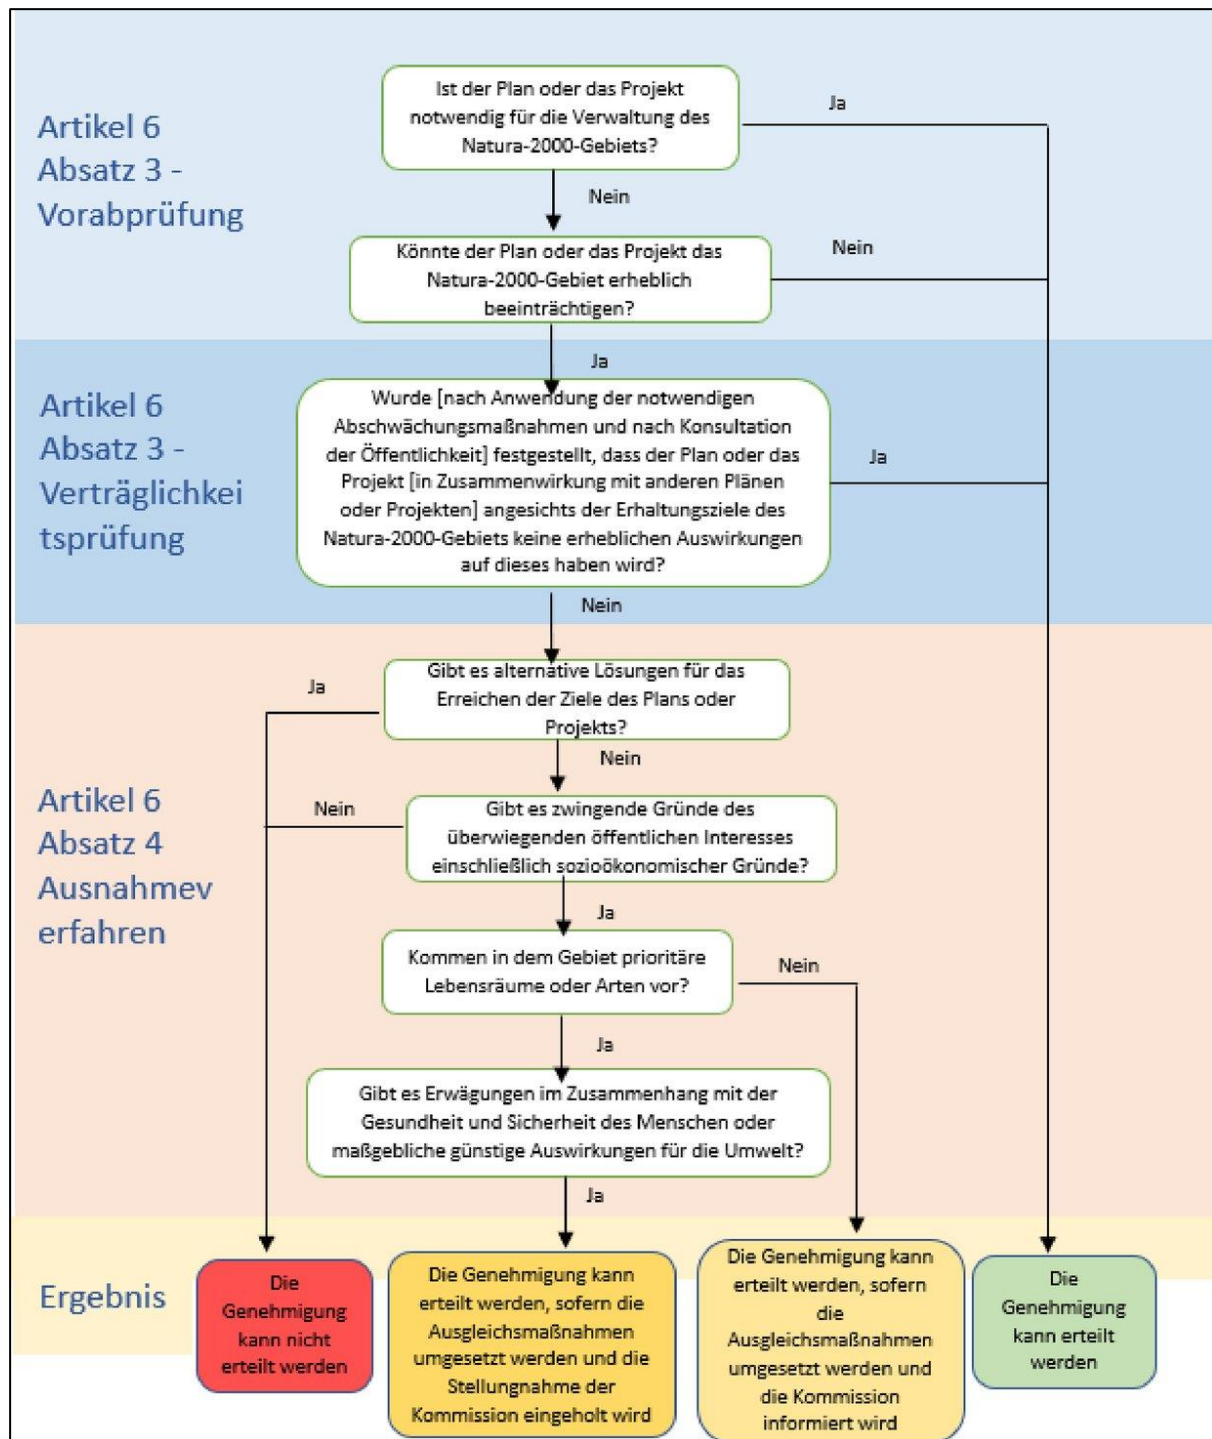 Ist der Plan oder das Projekt
notwendig für die Verwaltung des
Natura-2000-Gebiets?
Ja
Artikel 6
Absatz 3 -
Vorabprüfung
Nein
Könnte der Plan oder das Projekt das
Natura-2000-Gebiet erheblich
beeinträchtigen?
Nein
Ja
Artikel 6
Absatz 3 -
Verträglichkei
tsprüfung
Wurde [nach Anwendung der notwendigen
Abschwächungsmaßnahmen und nach Konsultation
der Öffentlichkeit] festgestellt, dass der Plan oder das
Projekt [in Zusammenwirkung mit anderen Plänen
oder Projekten] angesichts der Erhaltungsziele des
Natura-2000-Gebiets keine erheblichen Auswirkungen
auf dieses haben wird?
Ja
Nein
Gibt es alternative Lösungen für das
Erreichen der Ziele des Plans oder
Projekts?
Ja
Nein
Artikel 6
Absatz 4
Ausnahmev
erfahren
Nein
Gibt es zwingende Gründe des
überwiegenden öffentlichen Interesses
einschließlich sozioökonomischer Gründe?
Ja
Kommen in dem Gebiet prioritäre
Lebensräume oder Arten vor?
Nein
Ja
Gibt es Erwägungen im Zusammenhang mit der
Gesundheit und Sicherheit des Menschen oder
maßgebliche günstige Auswirkungen für die Umwelt?
Ja
Ergebnis
Die
Genehmigung
kann nicht
erteilt werden
Die Genehmigung kann
erteilt werden, sofern die
Ausgleichsmaßnahmen
umgesetzt werden und die
Stellungnahme der
Kommission eingeholt wird
Die Genehmigung kann
erteilt werden, sofern
die
Ausgleichsmaßnahmen
umgesetzt werden und
die Kommission
informiert wird
Die
Genehmigung
kann erteilt
werden